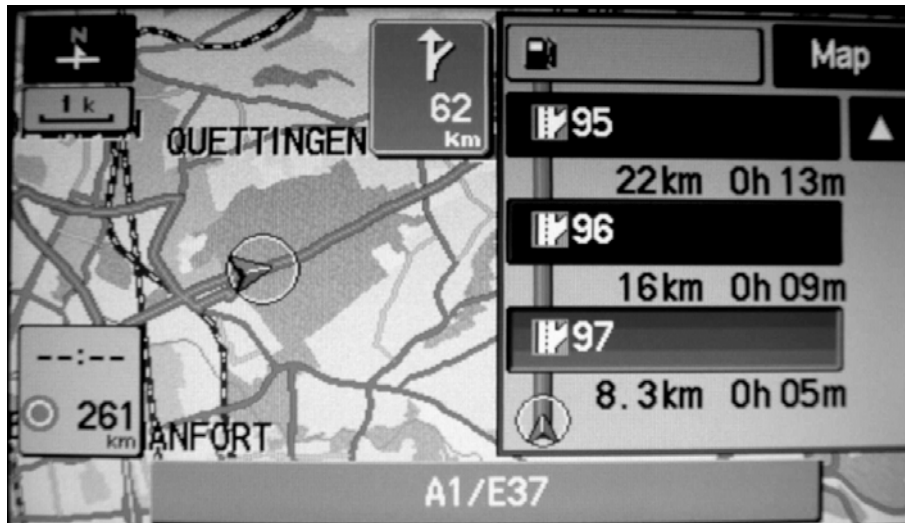 N
1 k
QUETTINGEN
62
Km
--:--
261
km
ANFORT
Map
95
22km 0h 13m
96
16km 0h 09m
97
8.3km 0h 05m
A1/E37